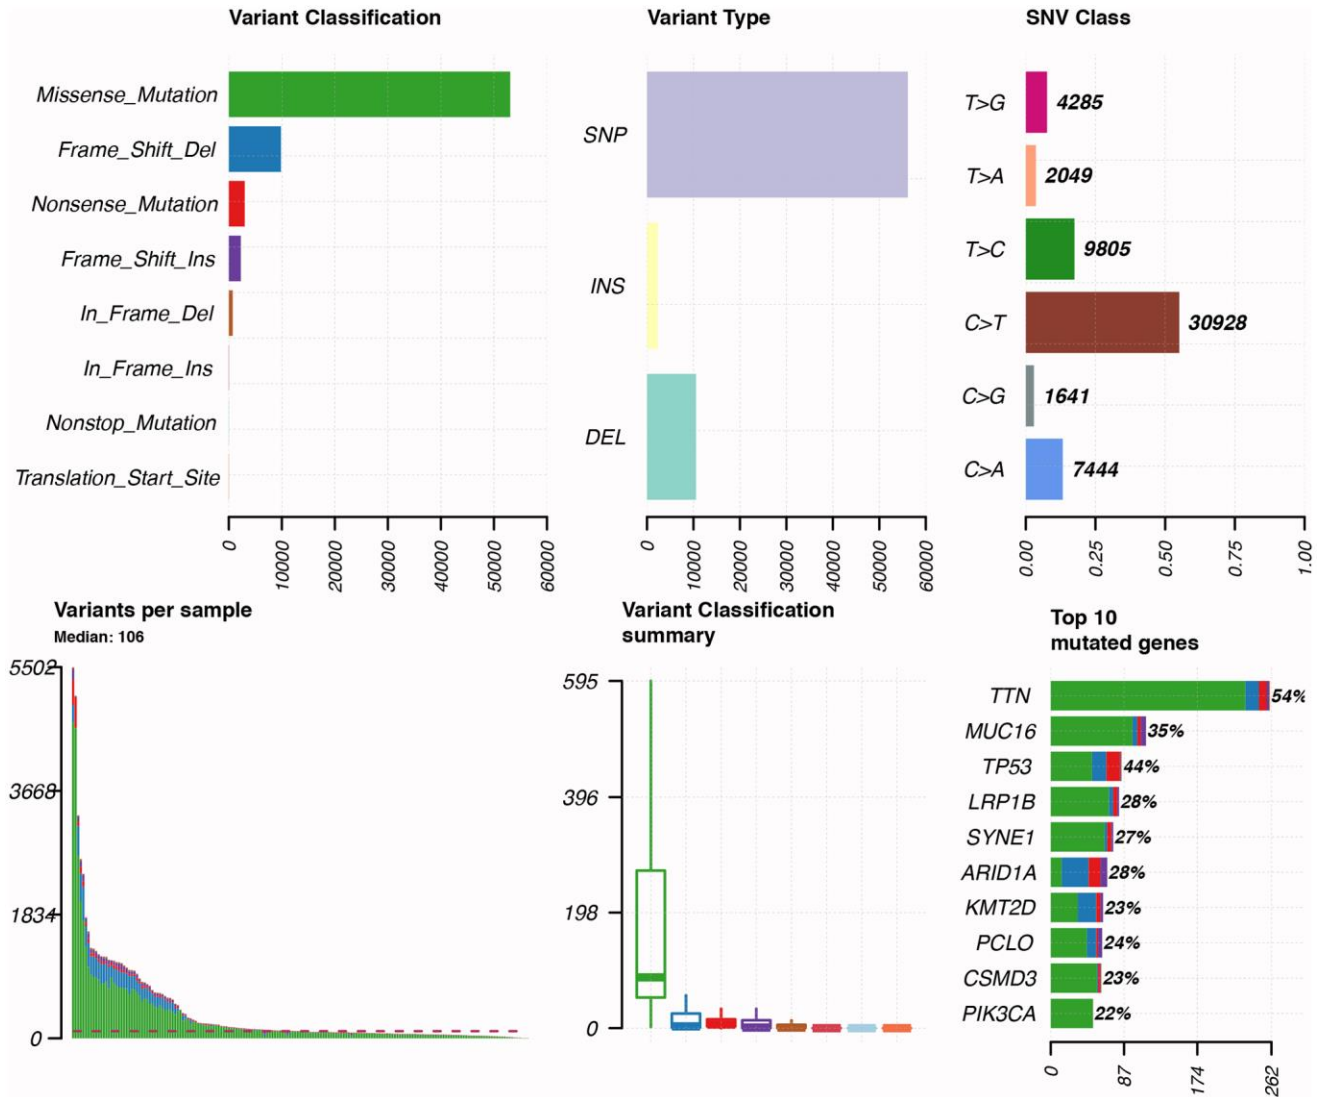 Variant Classification
Missense_Mutation
Frame_Shift_Del
Nonsense_Mutation
Frame_Shift_Ins
In_Frame_Del
In_Frame_Ins
Nonstop_Mutation
Translation_Start_Site
0
10000
20000
30000
40000
50000
60000
Variant Type
SNP
INS
DEL
0
10000
20000
30000
40000
50000
60000
SNV Class
T>G 4285
T>A 2049
T>C 9805
C>T 30928
C>G 1641
C>A 7444
0.00
0.25
0.50
0.75
1.00
Variants per sample
Median: 106
5502
3668
1834
0
Variant Classification
summary
595
396
198
0
Top 10
mutated genes
TTN 54%
MUC16 35%
TP53 44%
LRP1B 28%
SYNE1 27%
ARID1A 28%
KMT2D 23%
PCLO 24%
CSMD3 23%
PIK3CA 22%
0
87
174
262